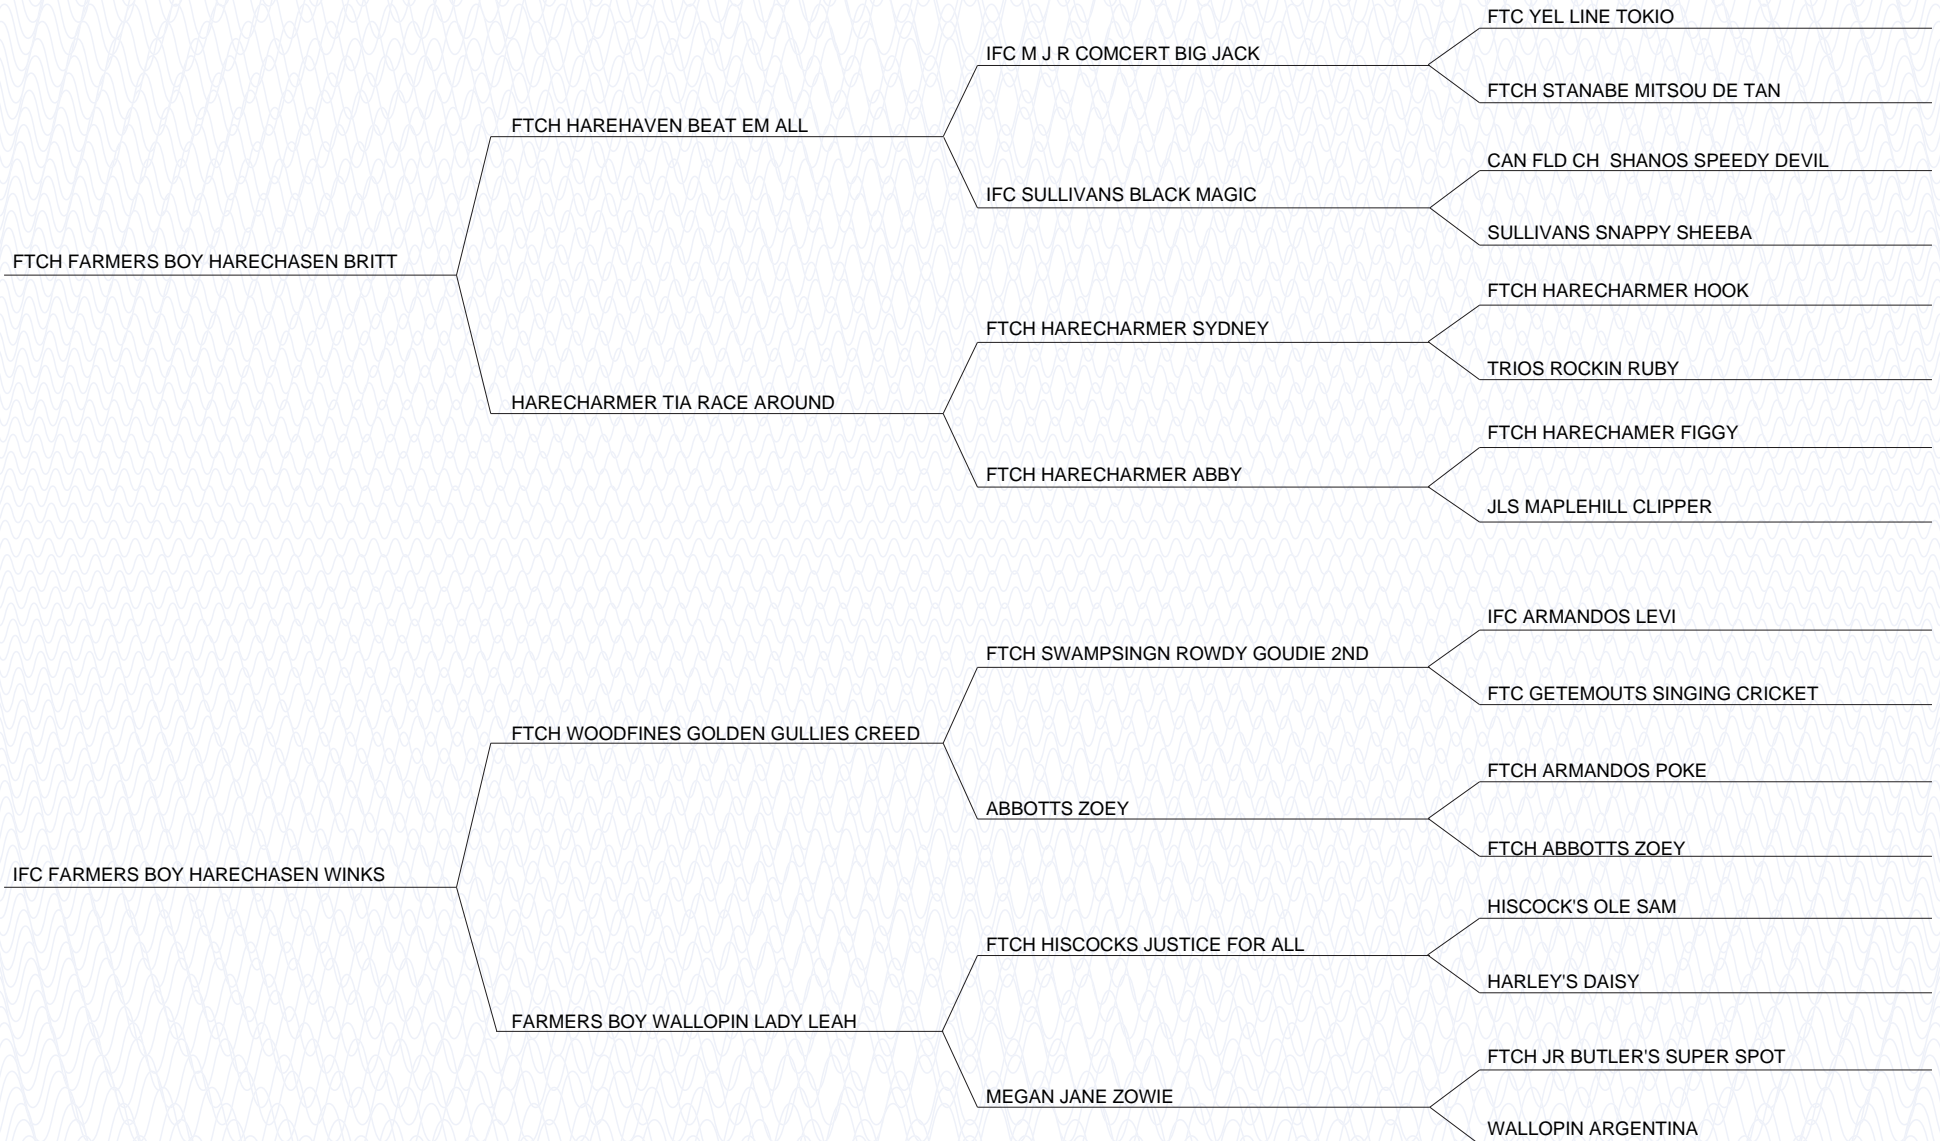 FTC YEL LINE TOKIO
IFC M J R COMCERT BIG JACK
FTCH STANABE MITSOU DE TAN
FTCH HAREHAVEN BEAT EM ALL
CAN FLD CH  SHANOS SPEEDY DEVIL
IFC SULLIVANS BLACK MAGIC
SULLIVANS SNAPPY SHEEBA
FTCH FARMERS BOY HARECHASEN BRITT
FTCH HARECHARMER HOOK
FTCH HARECHARMER SYDNEY
TRIOS ROCKIN RUBY
HARECHARMER TIA RACE AROUND
FTCH HARECHAMER FIGGY
FTCH HARECHARMER ABBY
JLS MAPLEHILL CLIPPER
IFC ARMANDOS LEVI
FTCH SWAMPSINGN ROWDY GOUDIE 2ND
FTC GETEMOUTS SINGING CRICKET
FTCH WOODFINES GOLDEN GULLIES CREED
FTCH ARMANDOS POKE
ABBOTTS ZOEY
FTCH ABBOTTS ZOEY
IFC FARMERS BOY HARECHASEN WINKS
HISCOCK'S OLE SAM
FTCH HISCOCKS JUSTICE FOR ALL
HARLEY'S DAISY
FARMERS BOY WALLOPIN LADY LEAH
FTCH JR BUTLER'S SUPER SPOT
MEGAN JANE ZOWIE
WALLOPIN ARGENTINA